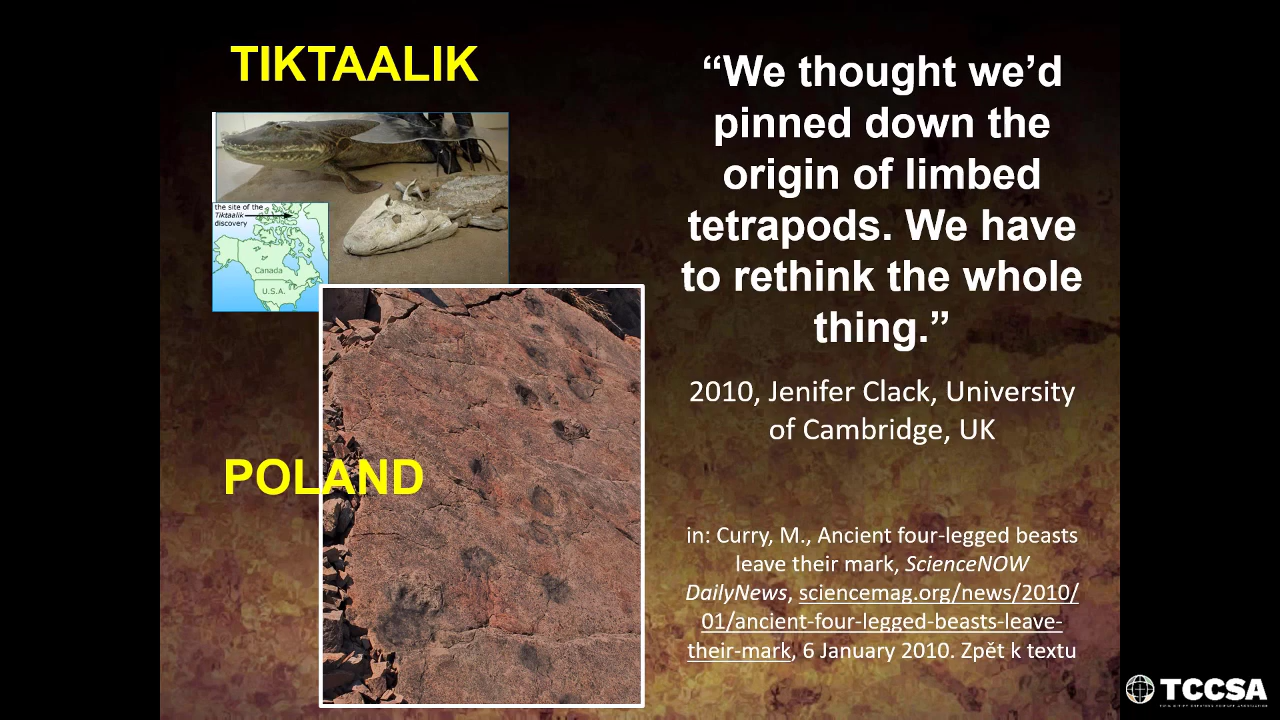 TIKTAALIK
the site of the
Tiktaalik
discovery
Canada
U.S.A.
POLAND
“We thought we’d
pinned down the
origin of limbed
tetrapods. We have
to rethink the whole
thing.”
2010, Jenifer Clack, University
of Cambridge, UK
in: Curry, M., Ancient four-legged beasts
leave their mark, ScienceNOW
DailyNews, sciencemag.org/news/2010/
01/ancient-four-legged-beasts-leave-
their-mark, 6 January 2010. Zpět k textu
TCCSA